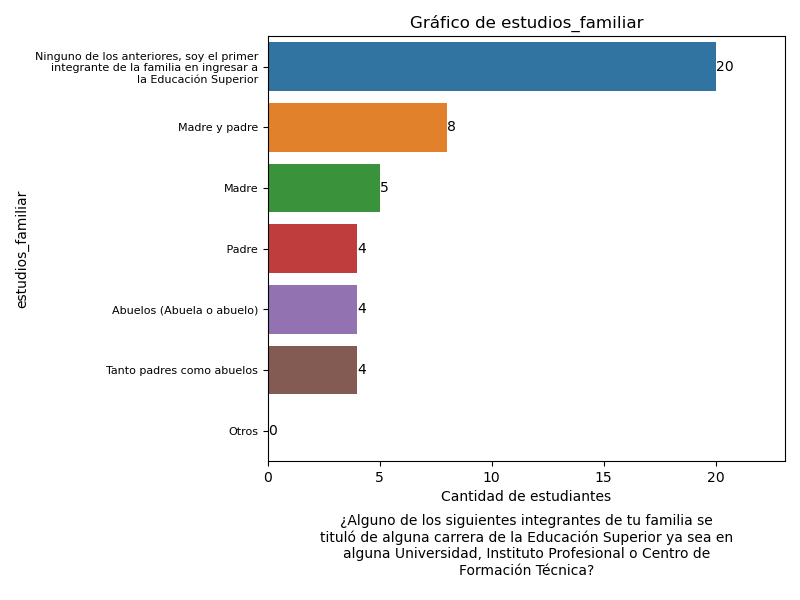 Gráfico de estudios_familiar
Ninguno de los anteriores, soy el primer
integrante de la familia en ingresar a
la Educación Superior
20
Madre y padre
8
Madre
5
Padre
4
Abuelos (Abuela o abuelo)
4
Tanto padres como abuelos
4
Otros
0
estudios_familiar
0 5 10 15 20
Cantidad de estudiantes
¿Alguno de los siguientes integrantes de tu familia se
tituló de alguna carrera de la Educación Superior ya sea en
alguna Universidad, Instituto Profesional o Centro de
Formación Técnica?